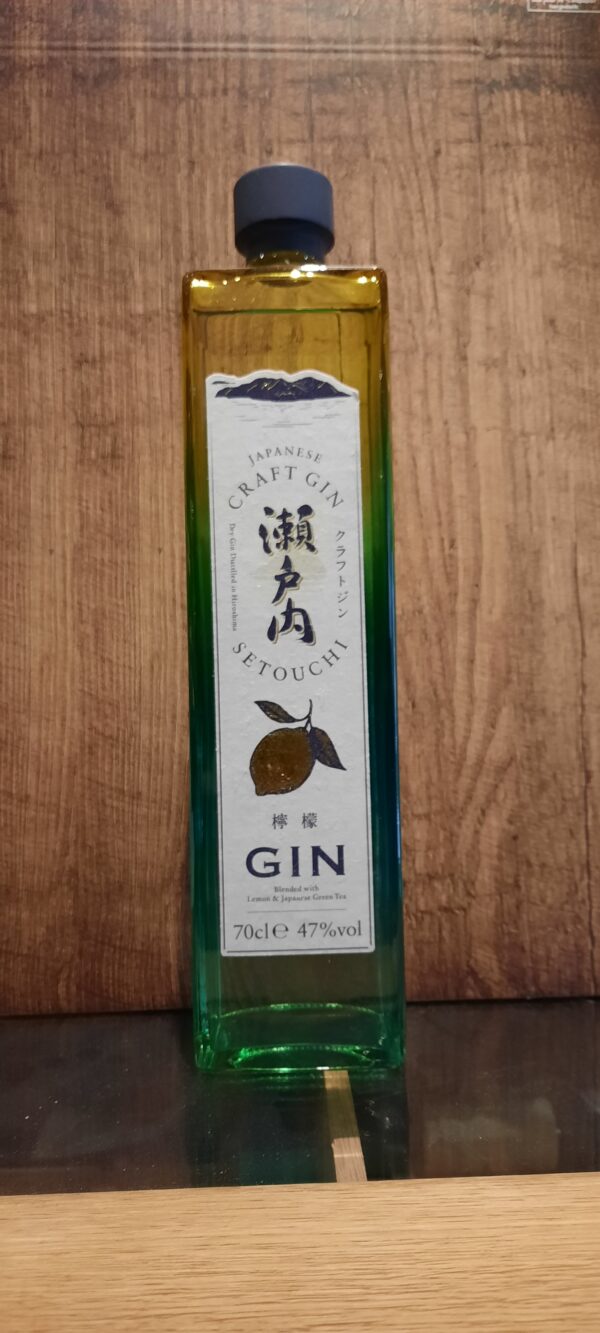 JAPANESE
CRAFT GIN
瀬戸内
クラフトジン
Dry Gin Distilled in Hiroshima
SETOUCHI
檸檬
GIN
Blended with
Lemon & Japanese Green Tea
70cl e 47%vol